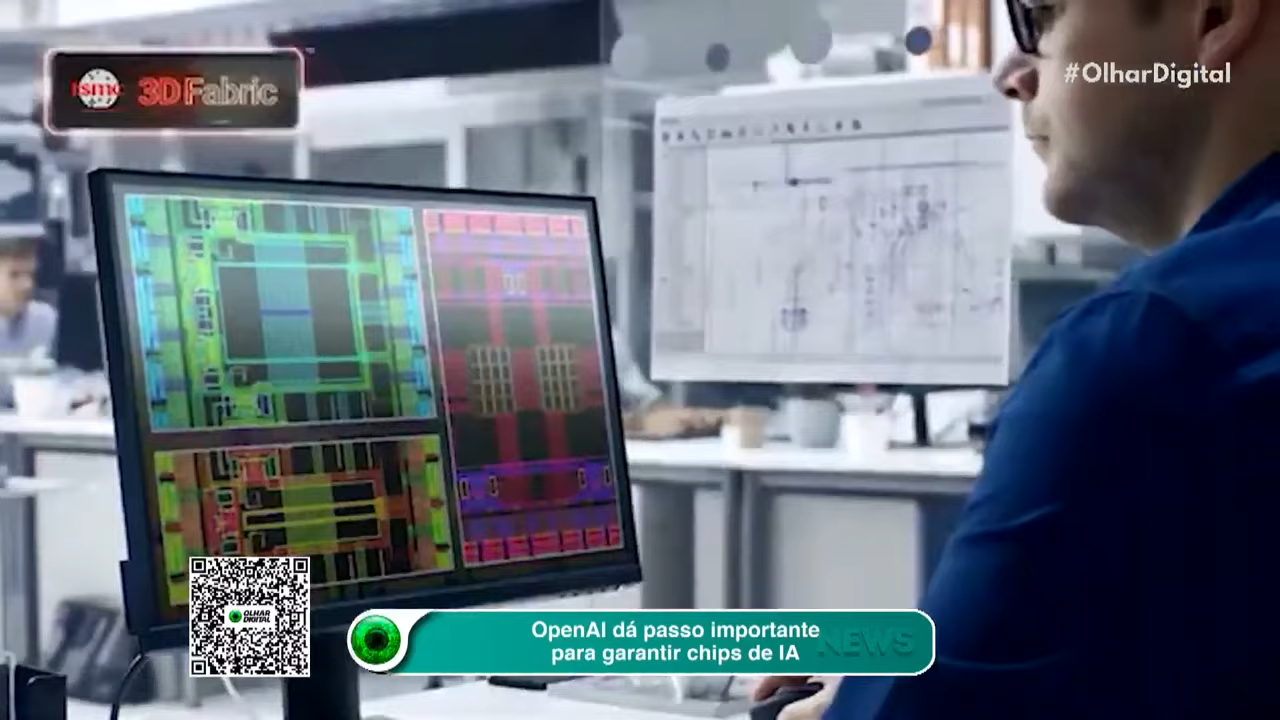 tsmc 3DFabric
#OlharDigital
OLHAR
DIGITAL
OpenAI dá passo importante
para garantir chips de IA
NEWS